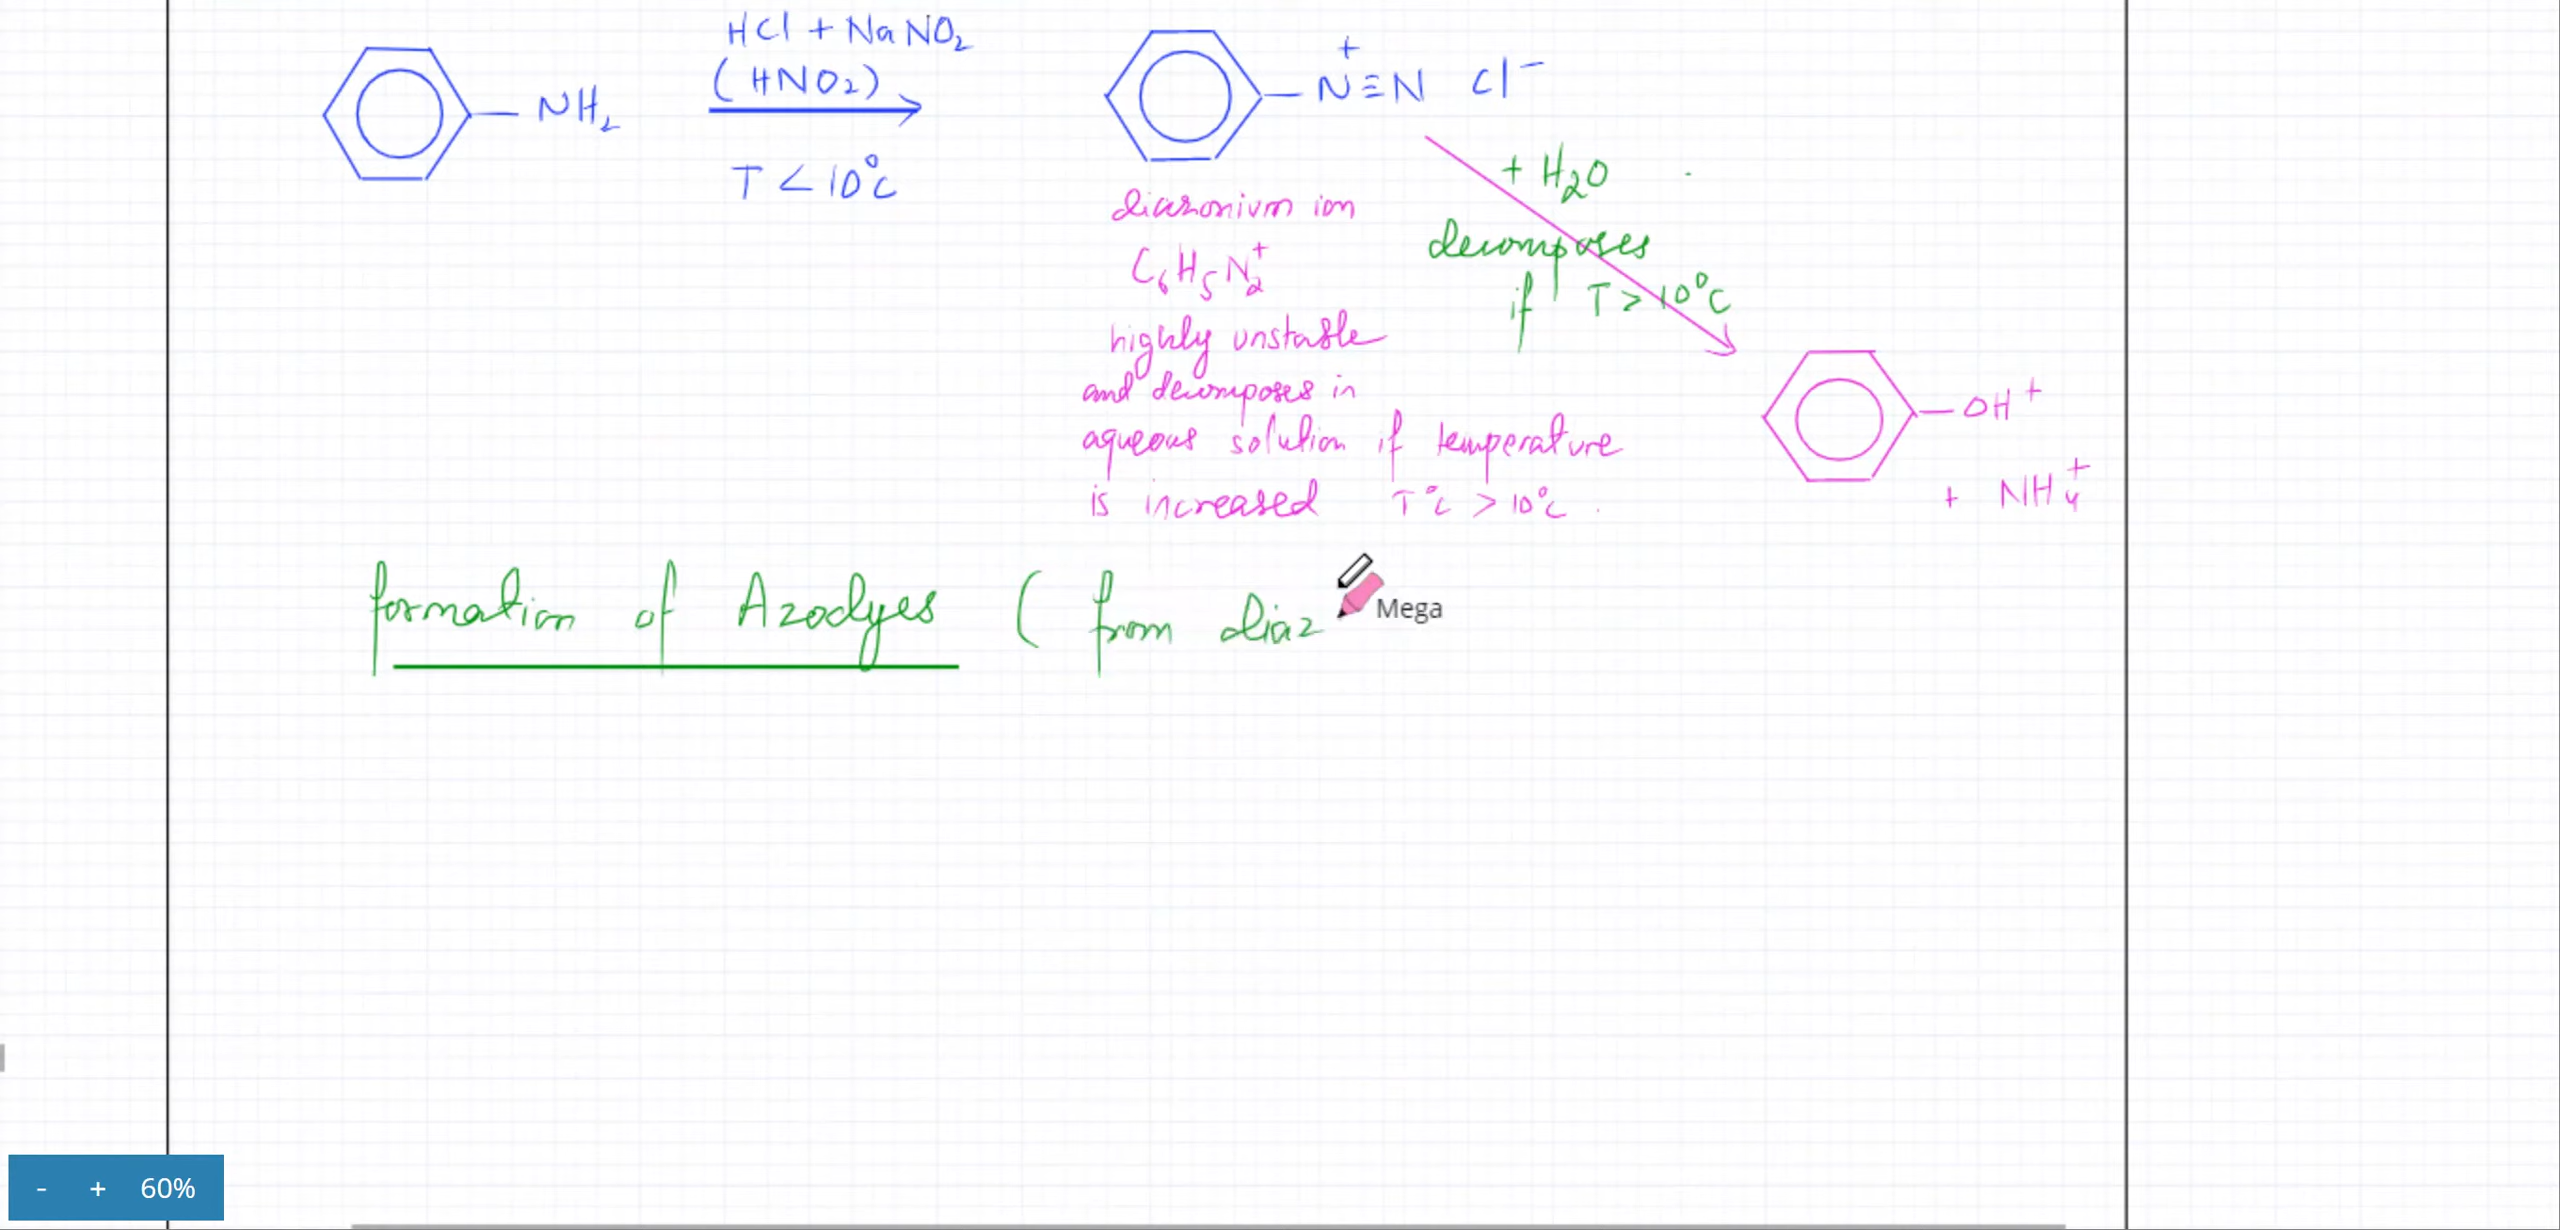 HCl + NaNO₂
(HNO₂)
NH₂
T < 10°C
N⁺≡N Cl⁻
+ H₂O
decomposes
if T > 10°C
diazonium ion
C₆H₅N₂⁺
highly unstable
and decomposes in
aqueous solution if temperature
is increased T°C > 10°C.
OH +
+ NH₄⁺
formation of Azodyes ( from diaz
Mega
- + 60%